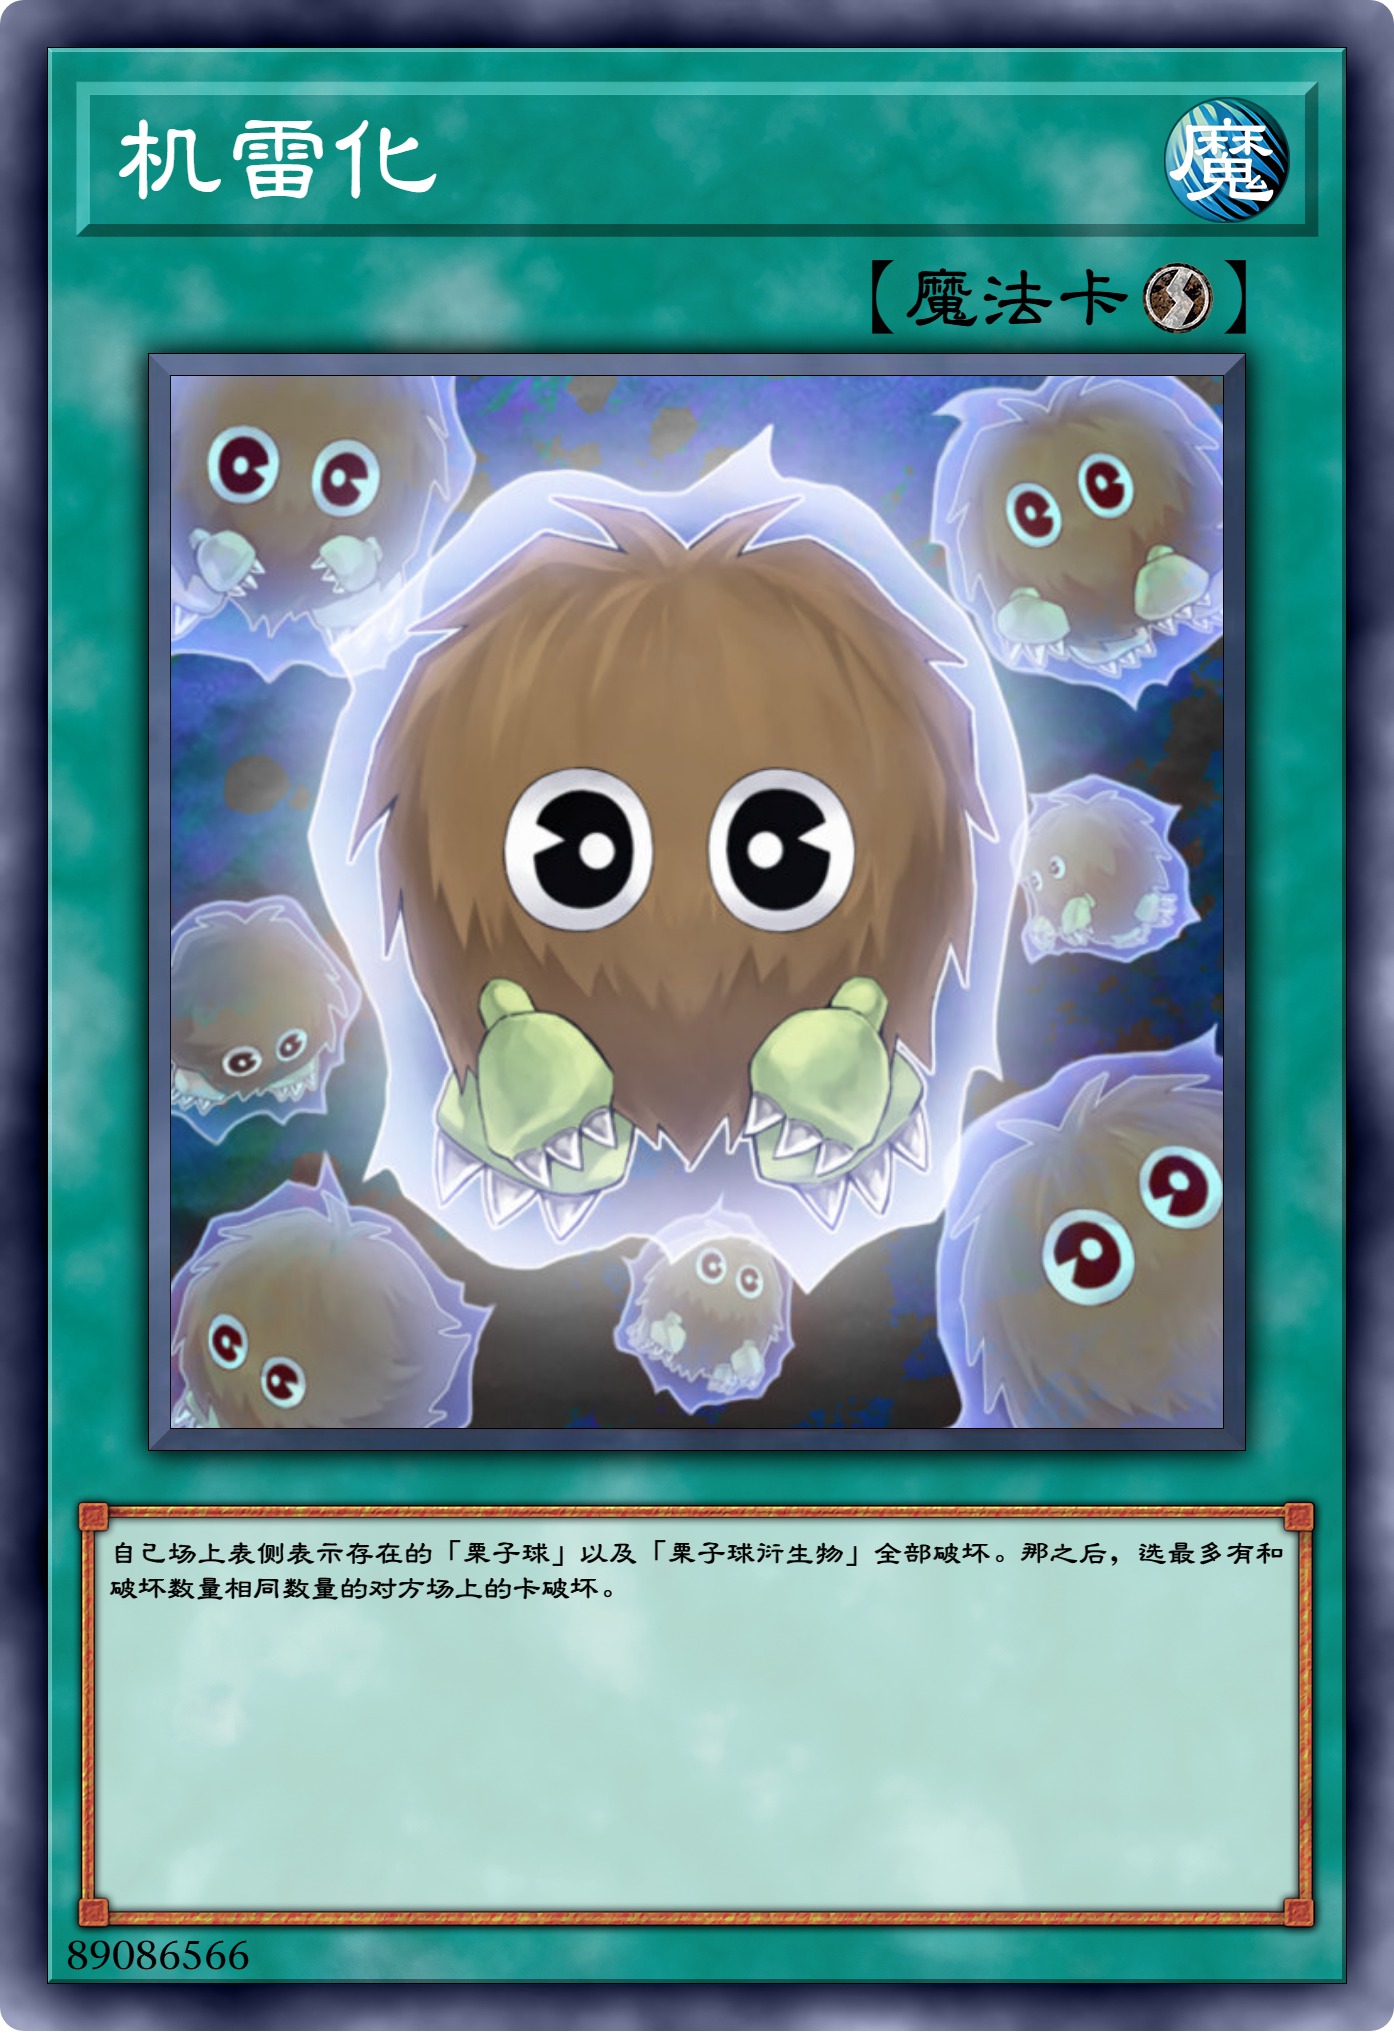 机雷化
魔
【魔法卡】
自己场上表侧表示存在的「栗子球」以及「栗子球衍生物」全部破坏。那之后，选最多有和
破坏数量相同数量的对方场上的卡破坏。
89086566